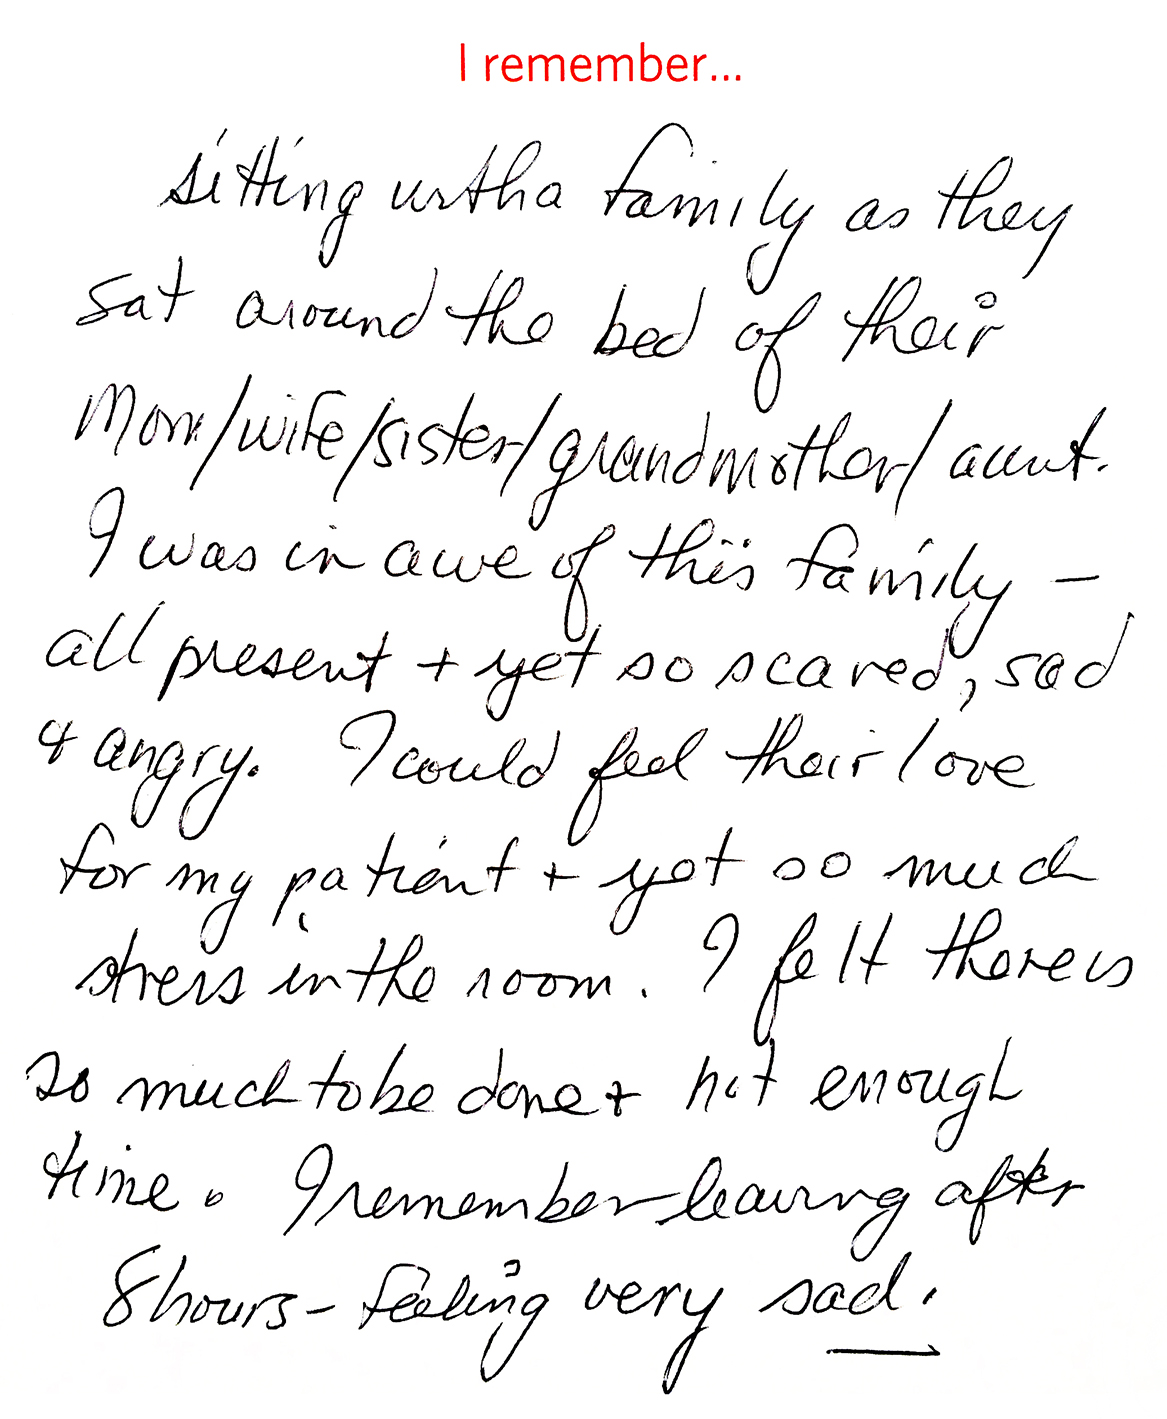 I remember...
sitting with a family as they
sat around the bed of their
Mom/wife/sister/grandmother/aunt.
I was in awe of this family –
all present + yet so scared, sad
& angry. I could feel their love
for my patient + yet so much
stress in the room. I felt there is
so much to be done + not enough
time. I remember leaving after
8 hours – feeling very sad.